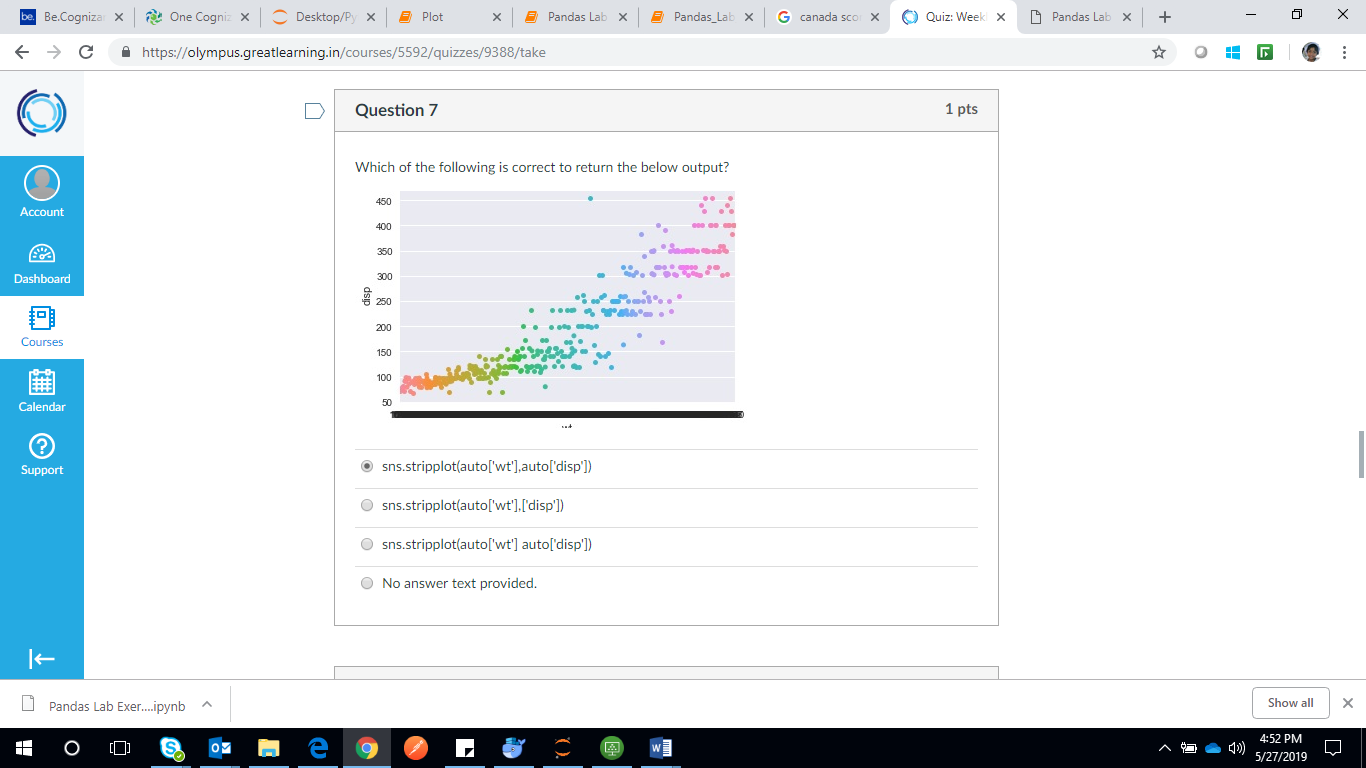 be. Be.Cogniza
One Cogniz
Desktop/Py
Plot
Pandas Lab
Pandas_Lab
canada scor
Quiz: Week
Pandas Lab
https://olympus.greatlearning.in/courses/5592/quizzes/9388/take
Account
Dashboard
Courses
Calendar
Support
Question 7
1 pts
Which of the following is correct to return the below output?
450
400
350
300
250
200
150
100
50
disp
wt
sns.stripplot(auto['wt'],auto['disp'])
sns.stripplot(auto['wt'],['disp'])
sns.stripplot(auto['wt'] auto['disp'])
No answer text provided.
Pandas Lab Exer....ipynb
Show all
4:52 PM
5/27/2019